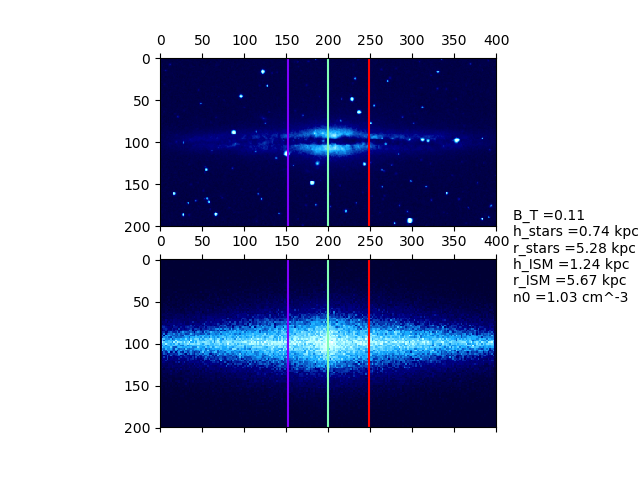 0 50 100 150 200 250 300 350 400
0
50
100
150
200
0 50 100 150 200 250 300 350 400
0
50
100
150
200
B_T =0.11
h_stars =0.74 kpc
r_stars =5.28 kpc
h_ISM =1.24 kpc
r_ISM =5.67 kpc
n0 =1.03 cm^-3